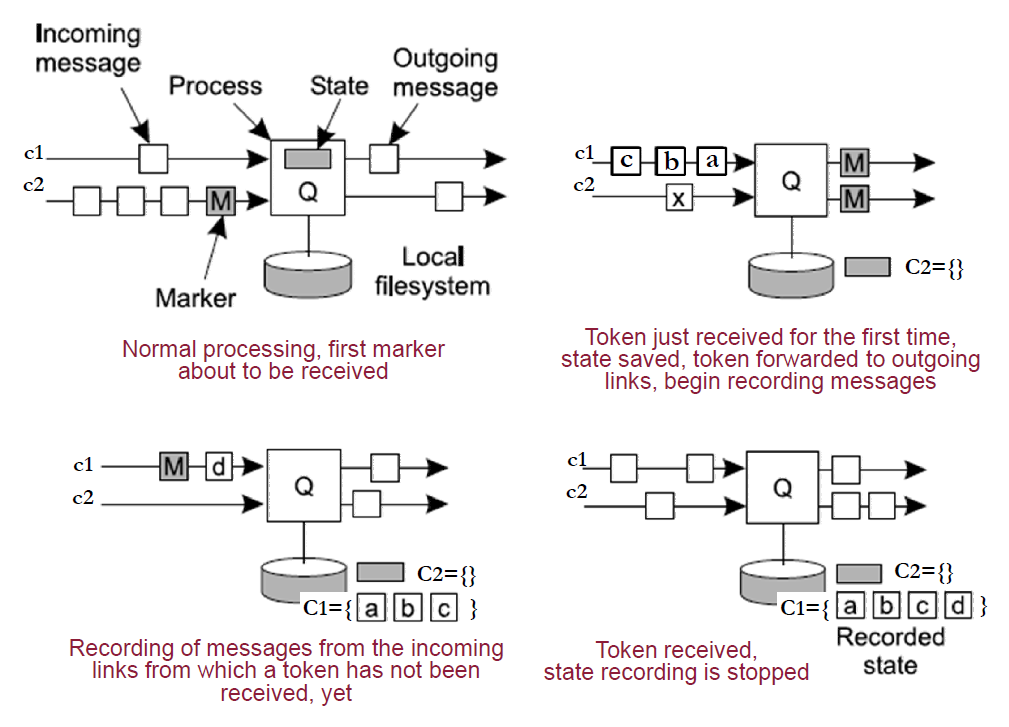 Incoming
message
Process
State
Outgoing
message
c1
c2
M
Q
Marker
Local
filesystem
Normal processing, first marker
about to be received
c1 c b a
c2 x
Q
M
M
C2={}
Token just received for the first time,
state saved, token forwarded to outgoing
links, begin recording messages
c1 M d
c2
Q
C2={}
C1={ a b c }
Recording of messages from the incoming
links from which a token has not been
received, yet
c1
c2
Q
C2={}
C1={ a b c d }
Recorded
state
Token received,
state recording is stopped